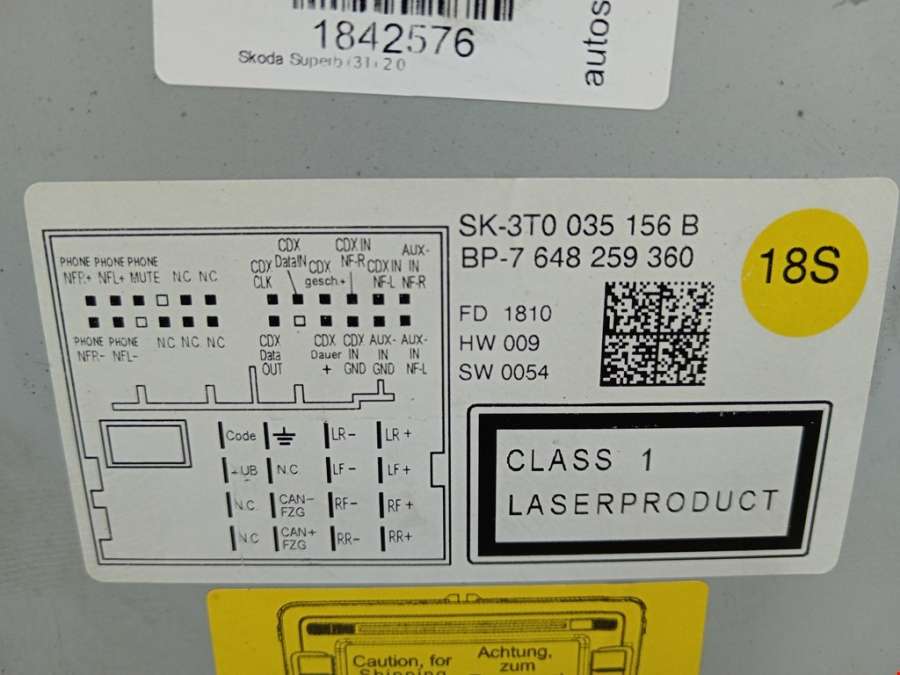 1842576
Skoda Superb (3T) 2.0
autos
SK-3T0 035 156 B
BP-7 648 259 360
18S
FD 1810
HW 009
SW 0054
CLASS 1
LASERPRODUCT
PHONE PHONE PHONE
NFR+ NFL+ MUTE N.C N.C
CDX CLK
CDX DataIN
CDX gesch.+
CDX IN NF-R
CDX IN NF-L
AUX-IN NF-R
PHONE PHONE
NFR- NFL- N.C N.C N.C
CDX Data OUT
CDX Dauer +
CDX IN GND
AUX-IN GND
AUX-IN NF-L
Code LR- LR+
+UB N.C LF- LF+
N.C CAN- FZG RF- RF+
N.C CAN+ FZG RR- RR+
Caution, for
Shipping
Achtung,
zum